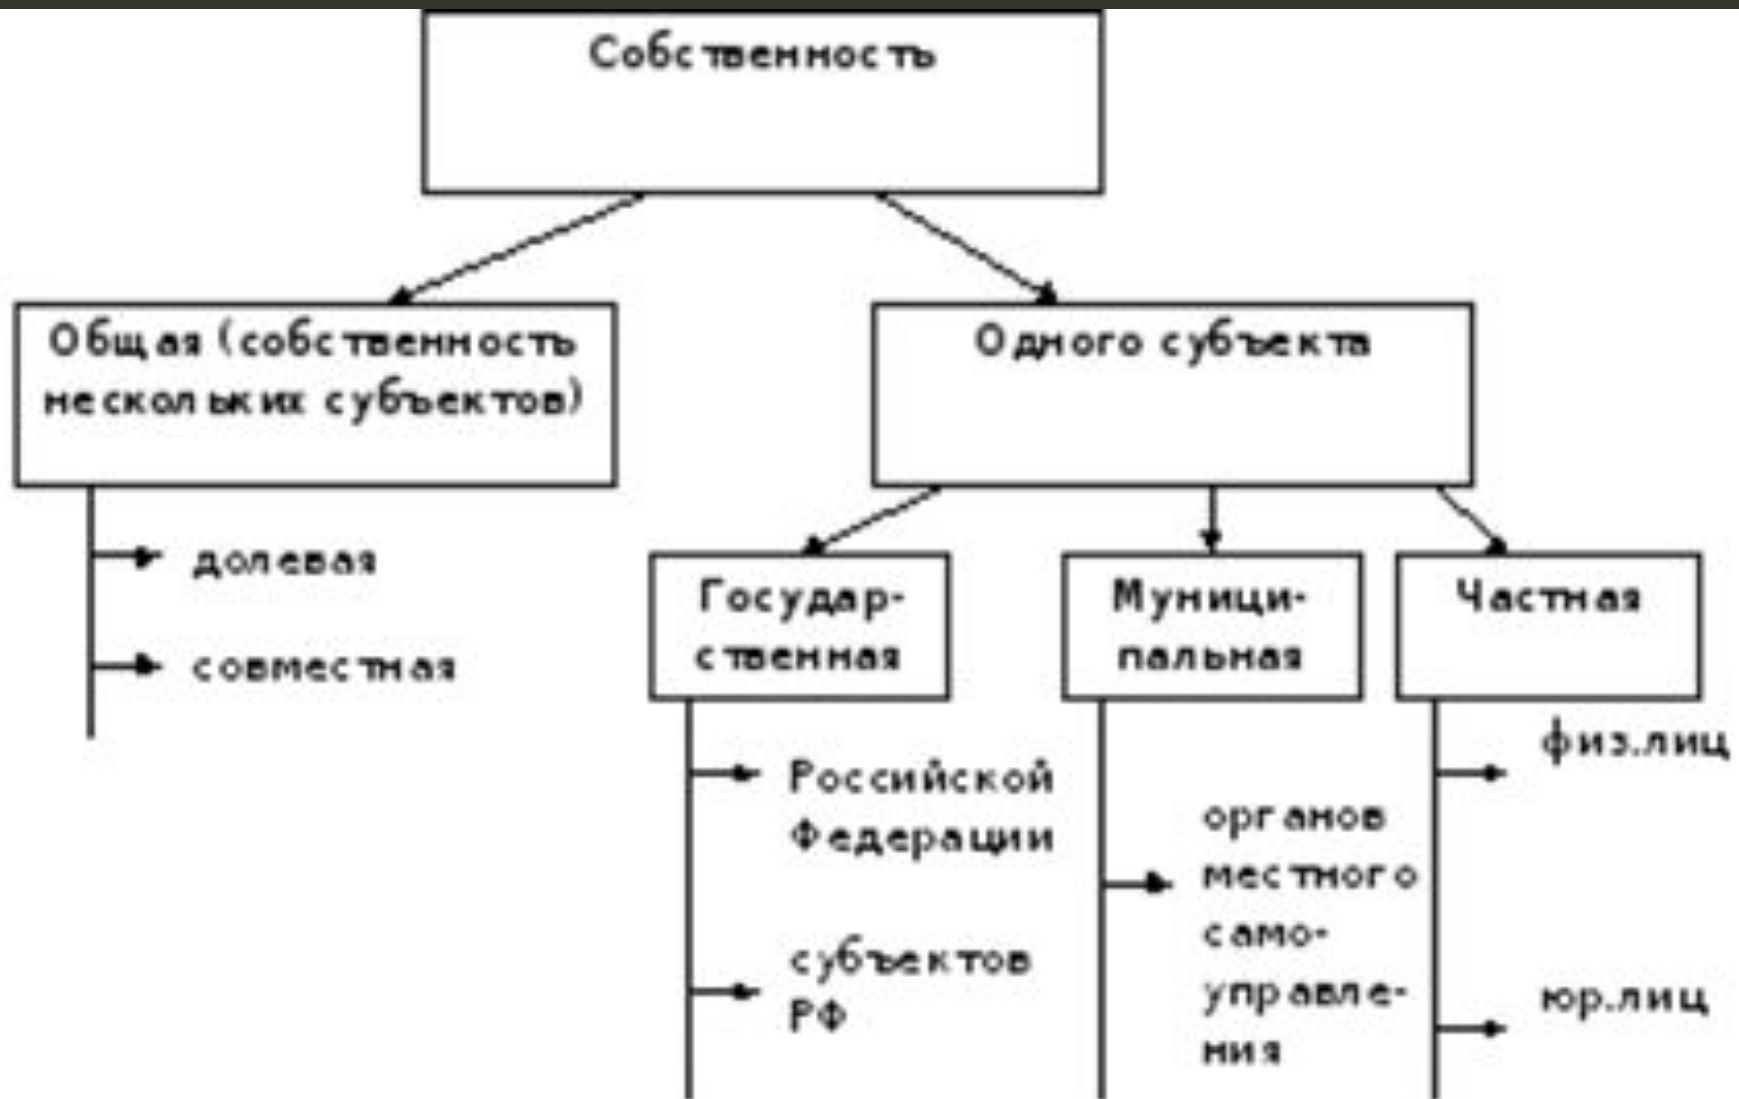 Собственность
Общая (собственность
нескольких субъектов)
долевая
совместная
Одного субъекта
Государ-
ственная
Российской
Федерации
субъектов
РФ
Муници-
пальная
органов
местного
само-
управле-
ния
Частная
физ.лиц
юр.лиц